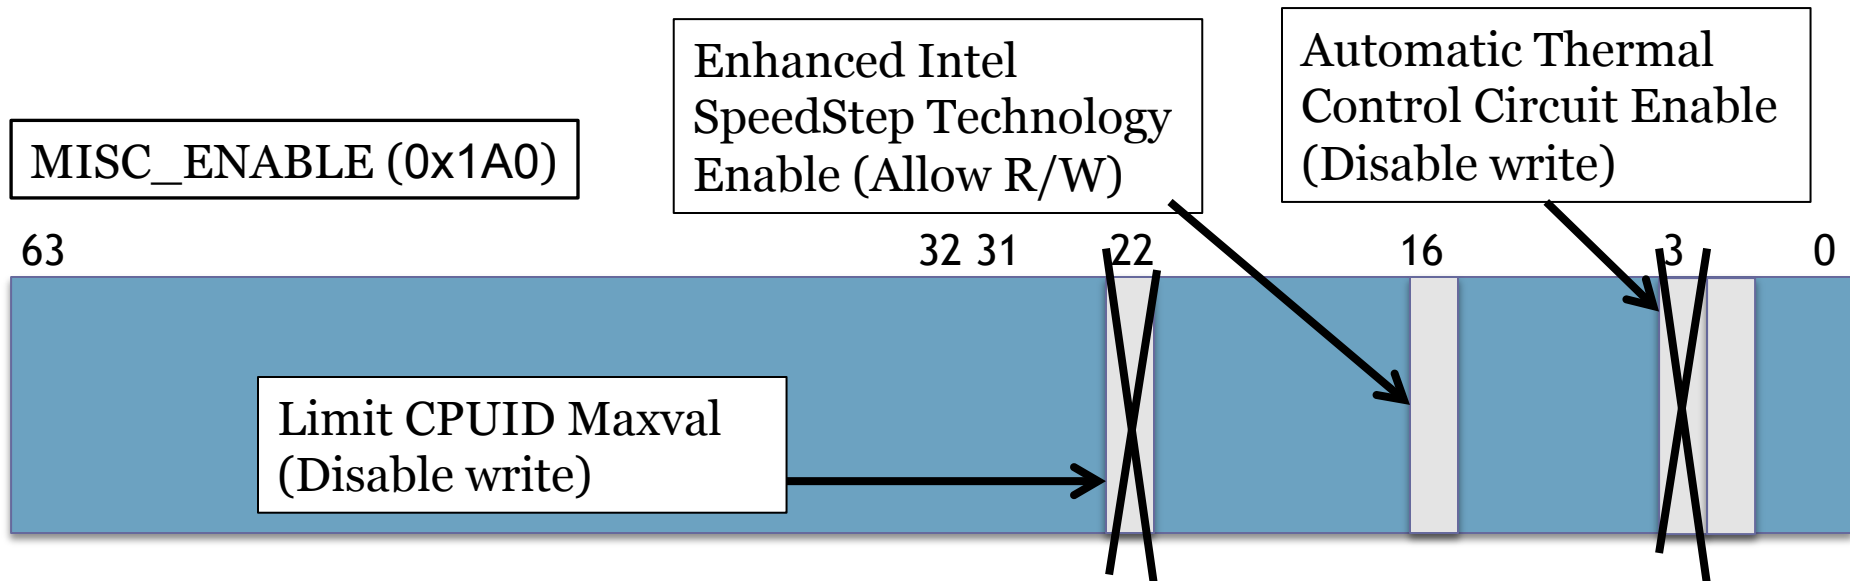 Enhanced Intel
SpeedStep Technology
Enable (Allow R/W)
Automatic Thermal
Control Circuit Enable
(Disable write)
MISC_ENABLE (0x1A0)
63 32 31 22 16 3 0
Limit CPUID Maxval
(Disable write)